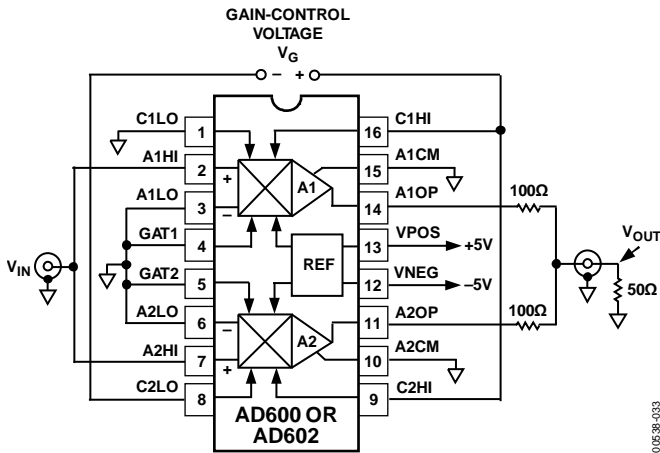 GAIN-CONTROL
VOLTAGE
VG
− +
C1LO 1 16 C1HI
A1HI 2 + A1 15 A1CM
A1LO 3 − 14 A1OP 100Ω
GAT1 4 REF 13 VPOS +5V
VIN VOUT
GAT2 5 12 VNEG −5V
50Ω
A2LO 6 − A2 11 A2OP 100Ω
A2HI 7 + 10 A2CM
C2LO 8 9 C2HI
AD600 OR
AD602
00538-033